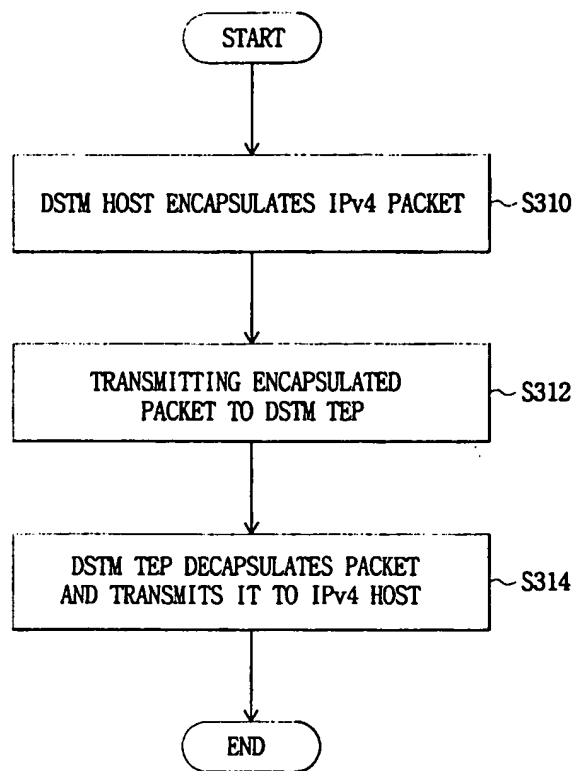 START
DSTM HOST ENCAPSULATES IPv4 PACKET
S310
TRANSMITTING ENCAPSULATED
PACKET TO DSTM TEP
S312
DSTM TEP DECAPSULATES PACKET
AND TRANSMITS IT TO IPv4 HOST
S314
END